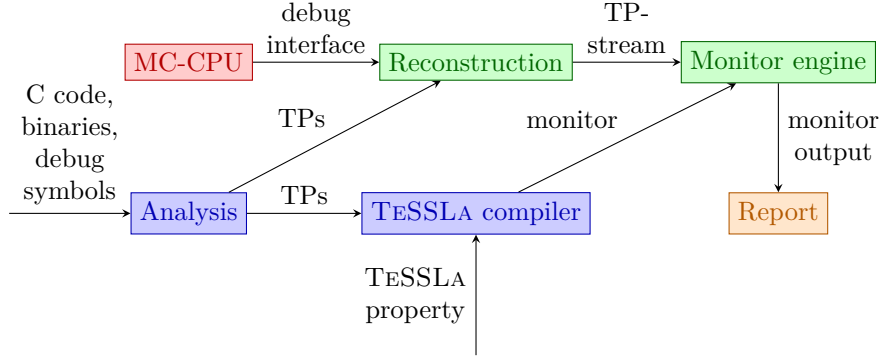 debug
interface
TP-
stream
MC-CPU
Reconstruction
Monitor engine
C code,
binaries,
debug
symbols
TPs
monitor
monitor
output
Analysis
TPs
TESSLA compiler
Report
TESSLA
property